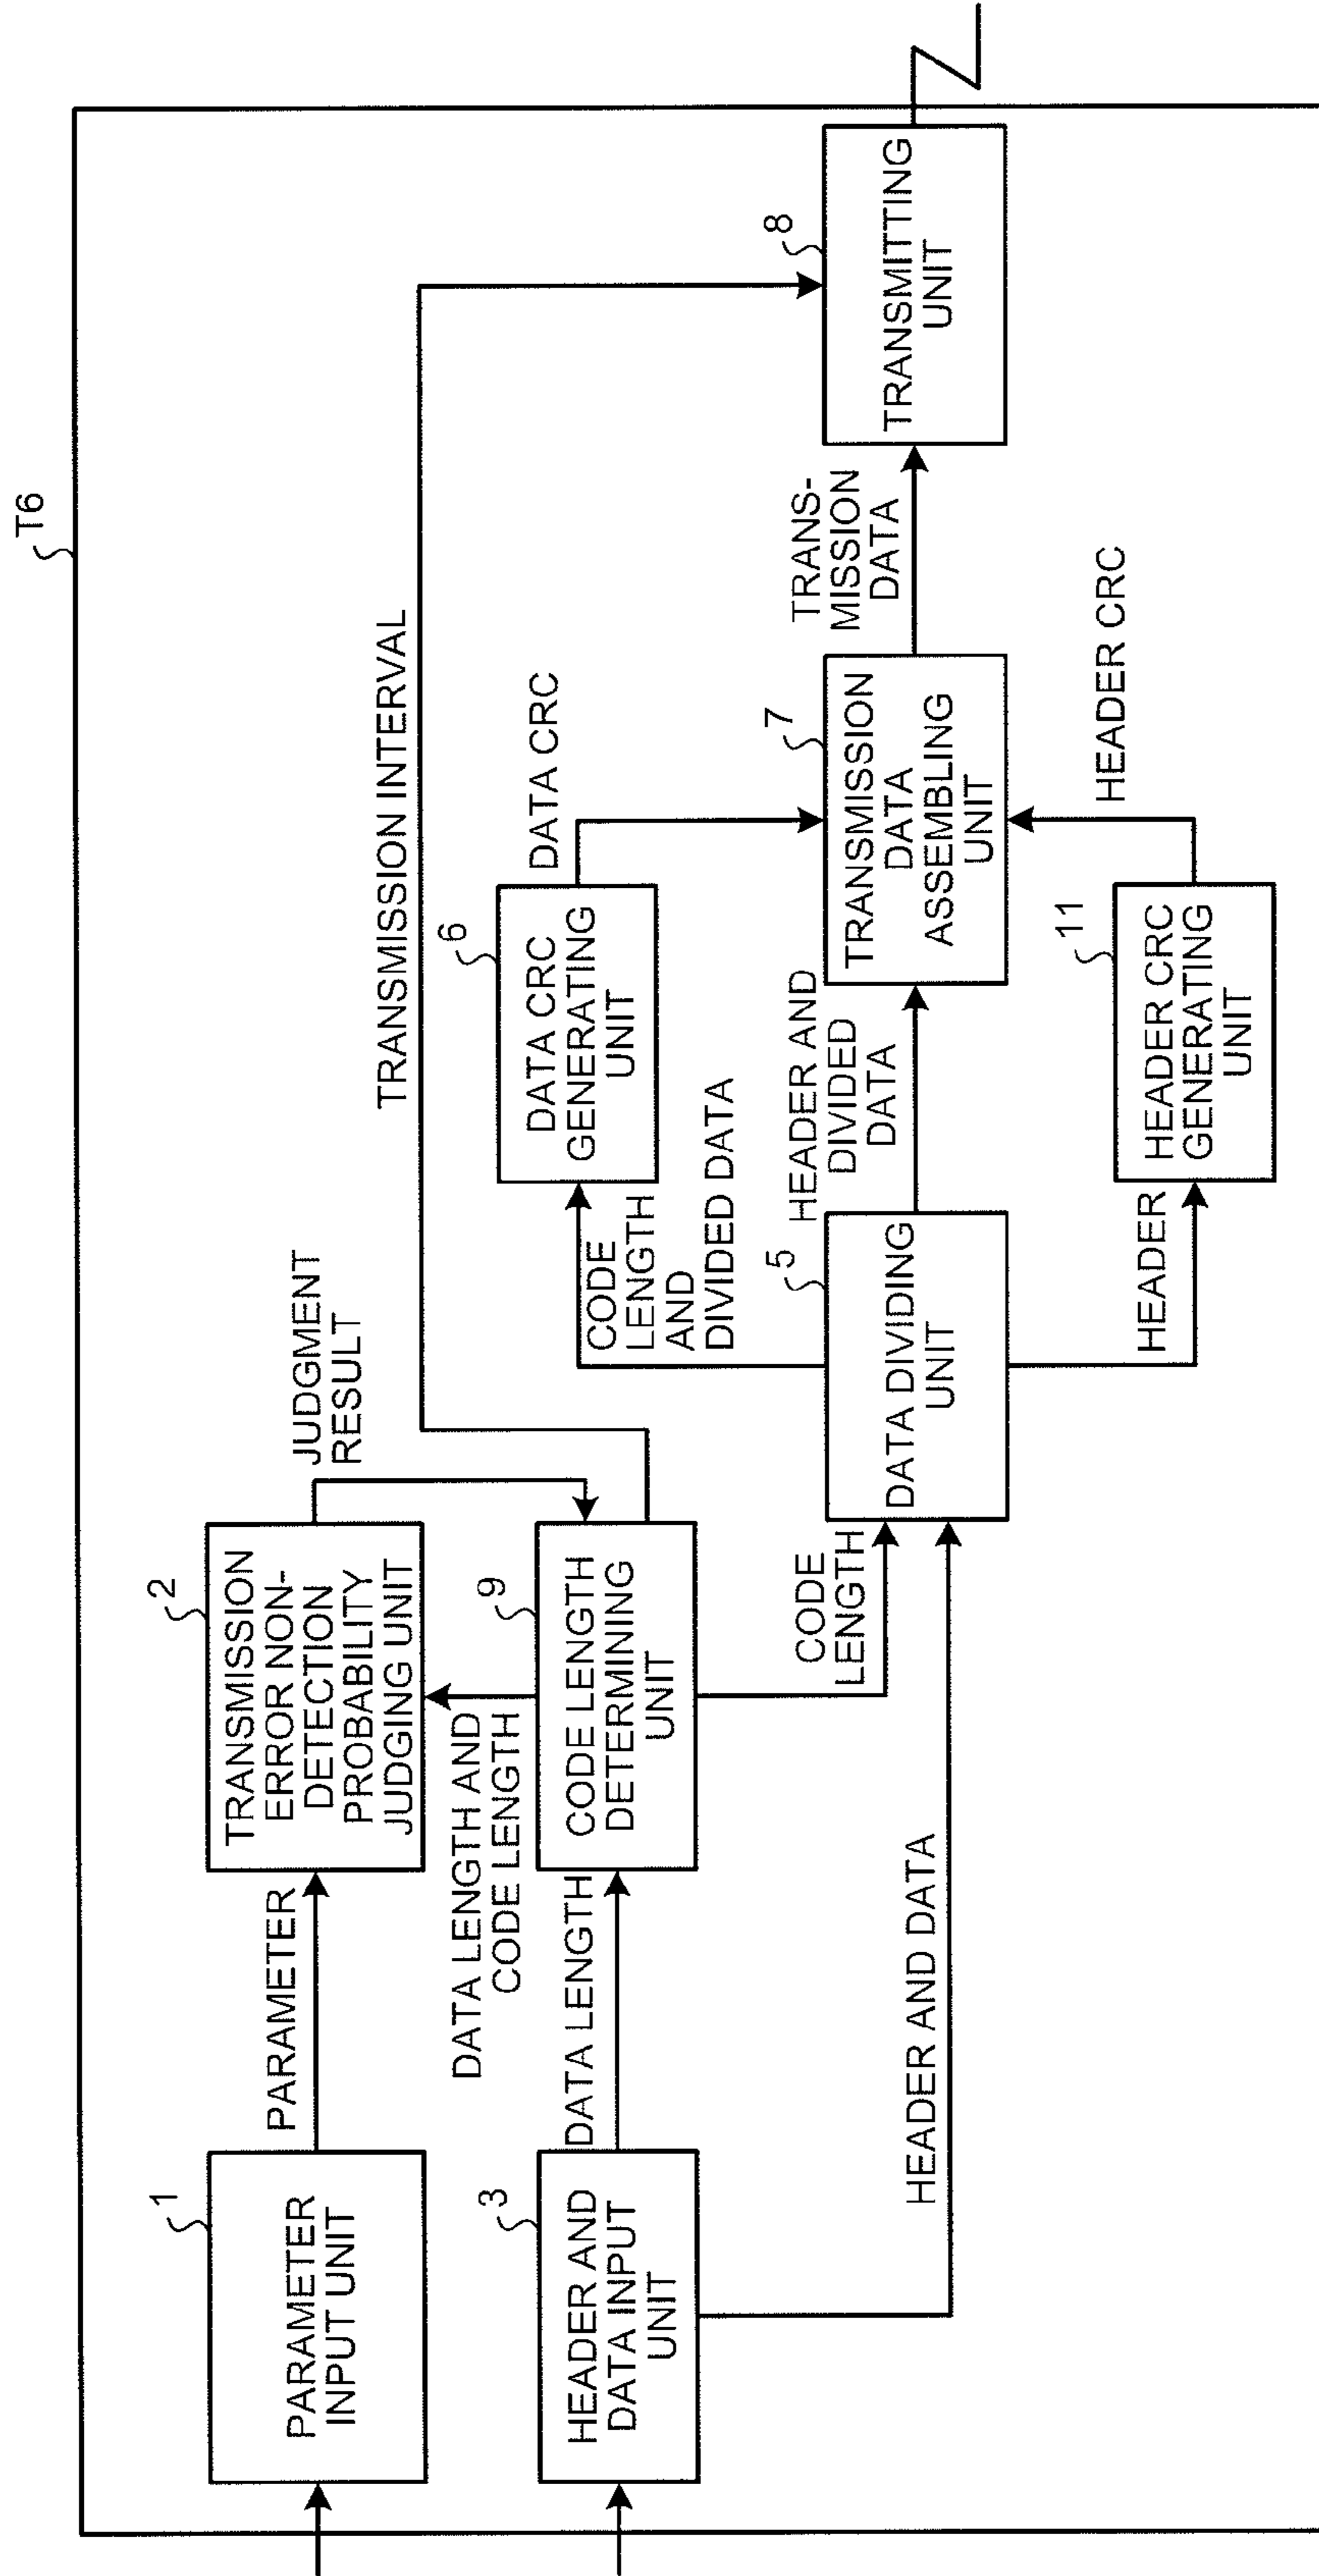 T6
1
PARAMETER
INPUT UNIT
PARAMETER
2
TRANSMISSION
ERROR NON-
DETECTION
PROBABILITY
JUDGING UNIT
JUDGMENT
RESULT
TRANSMISSION INTERVAL
DATA LENGTH AND
CODE LENGTH
3
HEADER AND
DATA INPUT
UNIT
DATA LENGTH
9
CODE LENGTH
DETERMINING
UNIT
CODE
LENGTH
HEADER AND DATA
5
DATA DIVIDING
UNIT
CODE
LENGTH
AND
DIVIDED DATA
6
DATA CRC
GENERATING
UNIT
DATA CRC
HEADER AND
DIVIDED
DATA
7
TRANSMISSION
DATA
ASSEMBLING
UNIT
HEADER
11
HEADER CRC
GENERATING
UNIT
HEADER CRC
TRANS-
MISSION
DATA
8
TRANSMITTING
UNIT